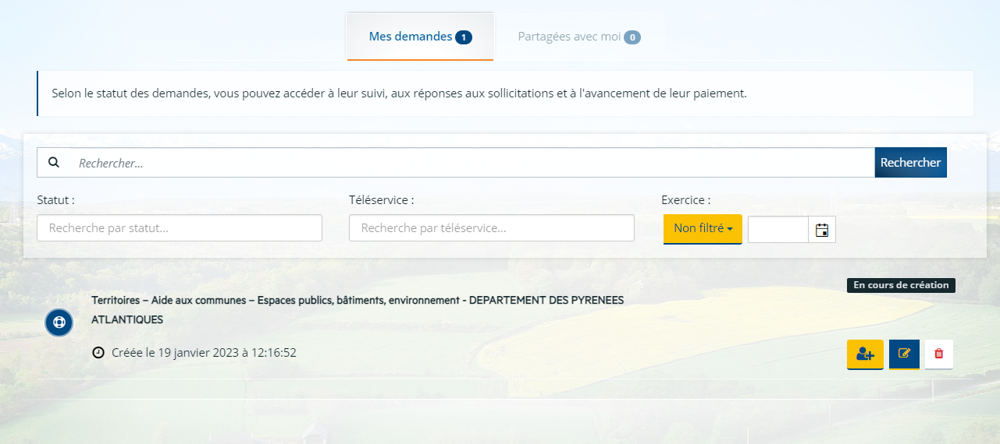 Mes demandes 1
Partagées avec moi 0
Selon le statut des demandes, vous pouvez accéder à leur suivi, aux réponses aux sollicitations et à l'avancement de leur paiement.
Rechercher...
Rechercher
Statut :
Téléservice :
Exercice :
Recherche par statut...
Recherche par téléservice...
Non filtré
En cours de création
Territoires – Aide aux communes – Espaces publics, bâtiments, environnement - DEPARTEMENT DES PYRENEES
ATLANTIQUES
Créée le 19 janvier 2023 à 12:16:52